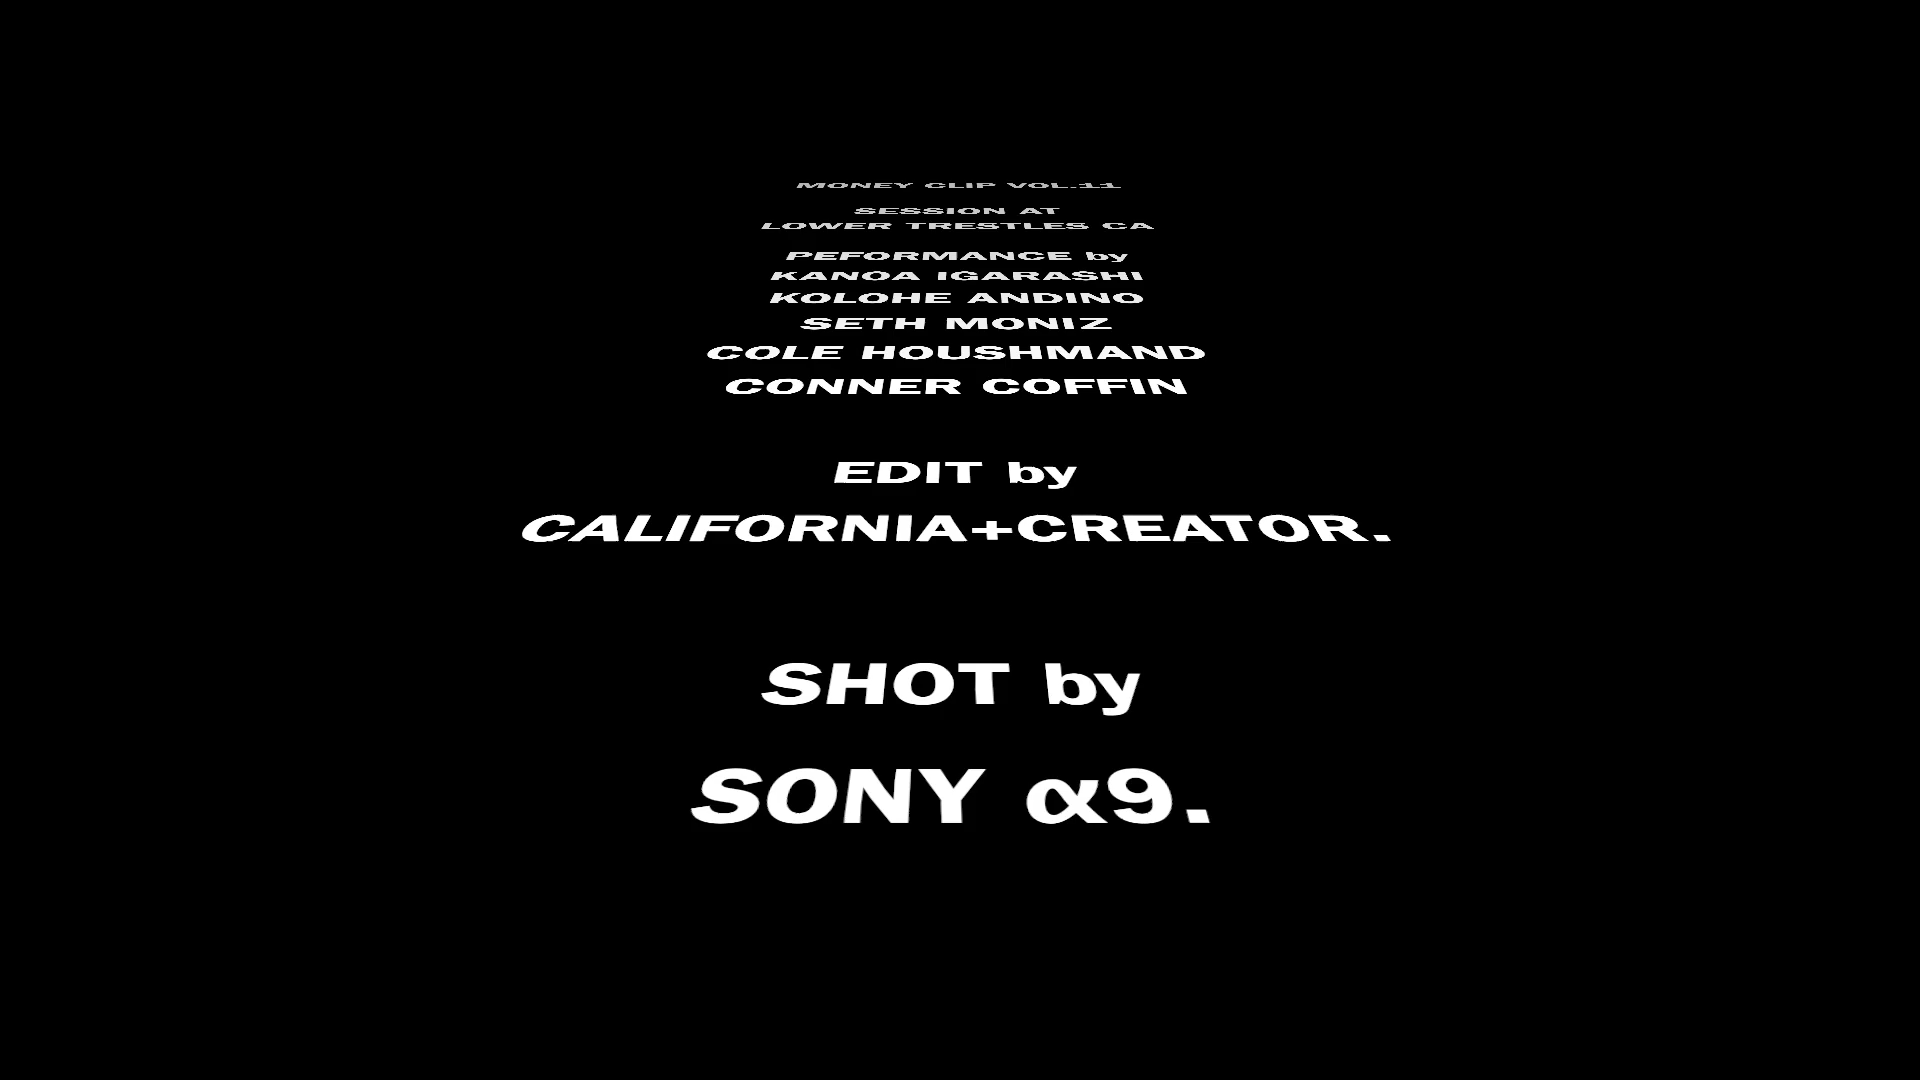 MONEY CLIP VOL.11
SESSION AT
LOWER TRESTLES CA
PEFORMANCE by
KANOA IGARASHI
KOLOHE ANDINO
SETH MONIZ
COLE HOUSHMAND
CONNER COFFIN
EDIT by
CALIFORNIA+CREATOR.
SHOT by
SONY α9.